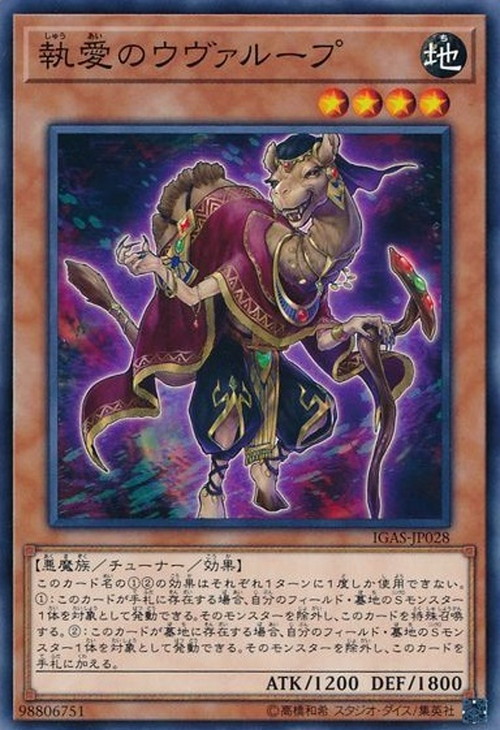 執愛のウヴァループ
地
IGAS-JP028
【悪魔族/チューナー/効果】
このカード名の①②の効果はそれぞれ1ターンに1度しか使用できない。
①:このカードが手札に存在する場合、自分のフィールド・墓地のSモンスター
1体を対象として発動できる。そのモンスターを除外し、このカードを特殊召喚
する。②:このカードが墓地に存在する場合、自分のフィールド・墓地のSモン
スター1体を対象として発動できる。そのモンスターを除外し、このカードを
手札に加える。
ATK/1200 DEF/1800
98806751
©高橋和希 スタジオ・ダイス/集英社